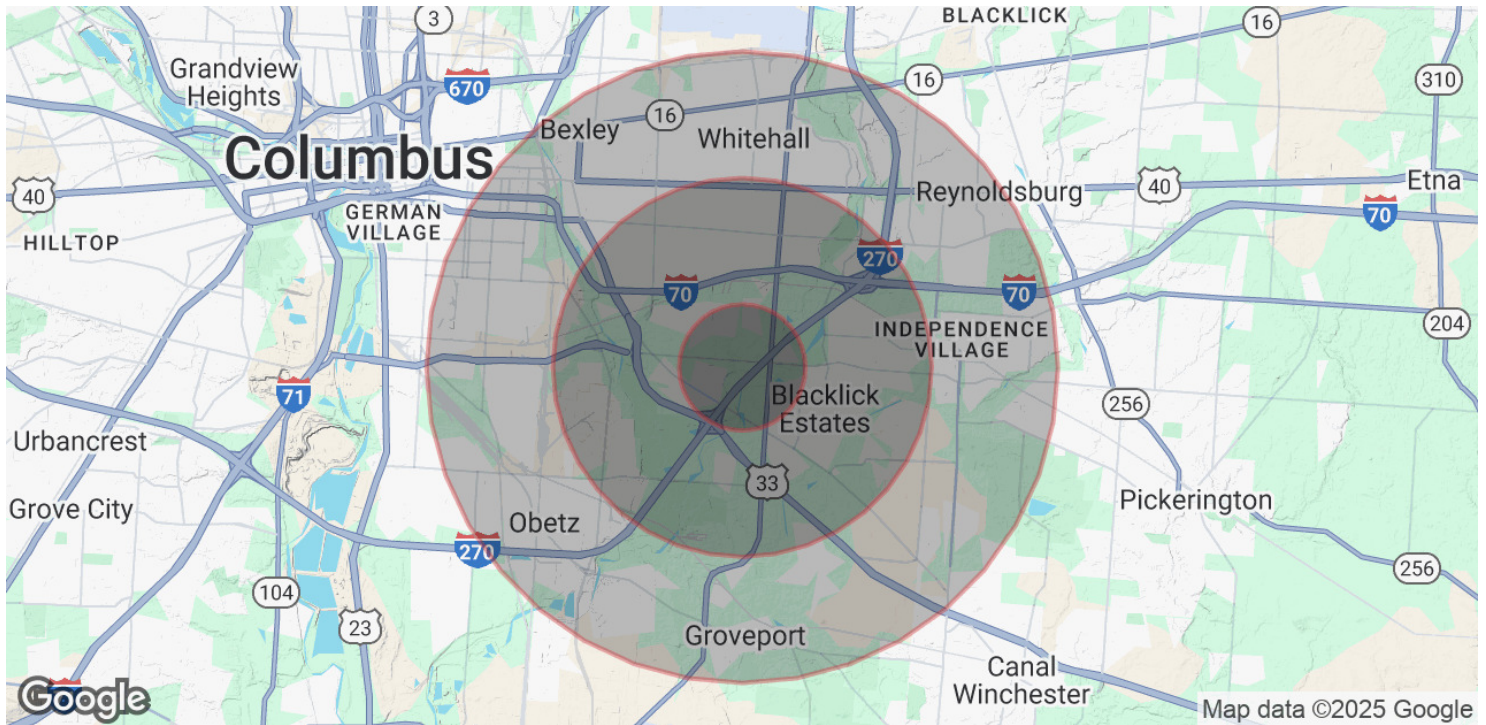 3
BLACKLICK
16
Grandview
Heights
670
16
310
16
Bexley
Whitehall
Columbus
40
Reynoldsburg
40
Etna
GERMAN
VILLAGE
70
HILLTOP
270
70
70
INDEPENDENCE
VILLAGE
204
71
Blacklick
Estates
256
Urbancrest
33
Pickerington
Grove City
Obetz
270
256
104
23
Groveport
Canal
Winchester
Google
Map data ©2025 Google